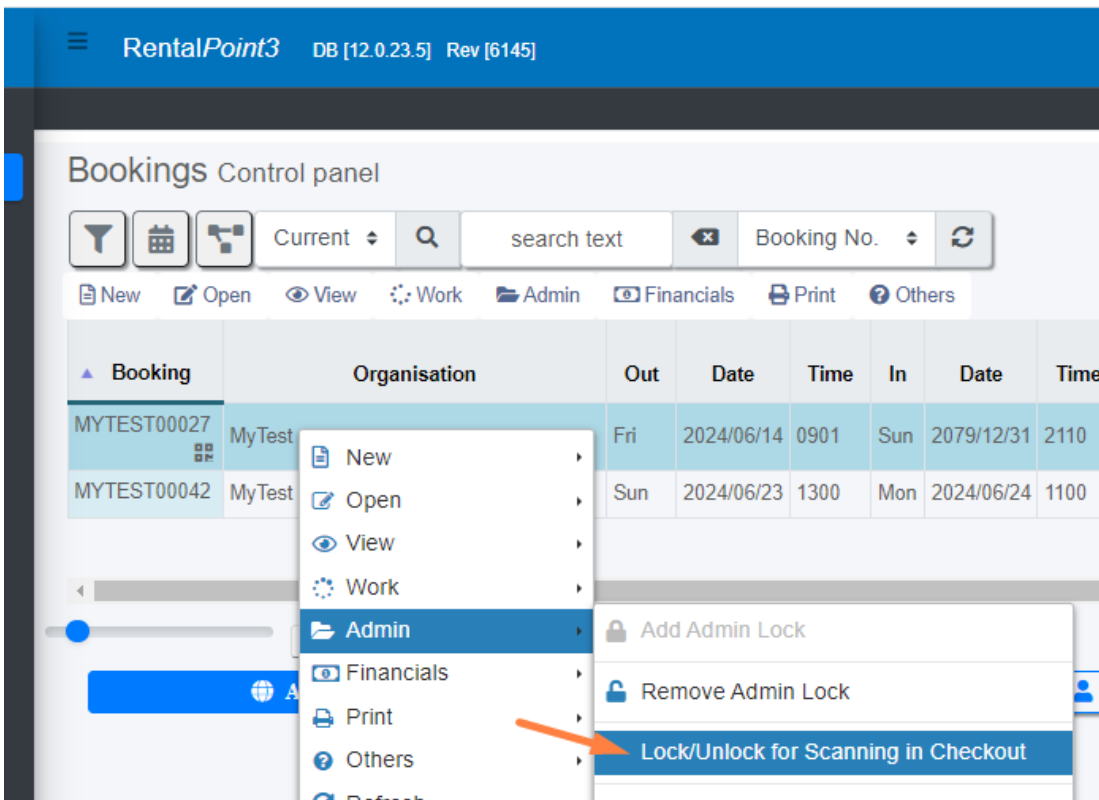 RentalPoint3 DB [12.0.23.5] Rev [6145]
Bookings Control panel
Current search text Booking No.
New Open View Work Admin Financials Print Others
Booking Organisation Out Date Time In Date Time
MYTEST00027 MyTest Fri 2024/06/14 0901 Sun 2079/12/31 2110
MYTEST00042 MyTest Sun 2024/06/23 1300 Mon 2024/06/24 1100
New
Open
View
Work
Admin
Financials
Print
Others
Refresh
Add Admin Lock
Remove Admin Lock
Lock/Unlock for Scanning in Checkout